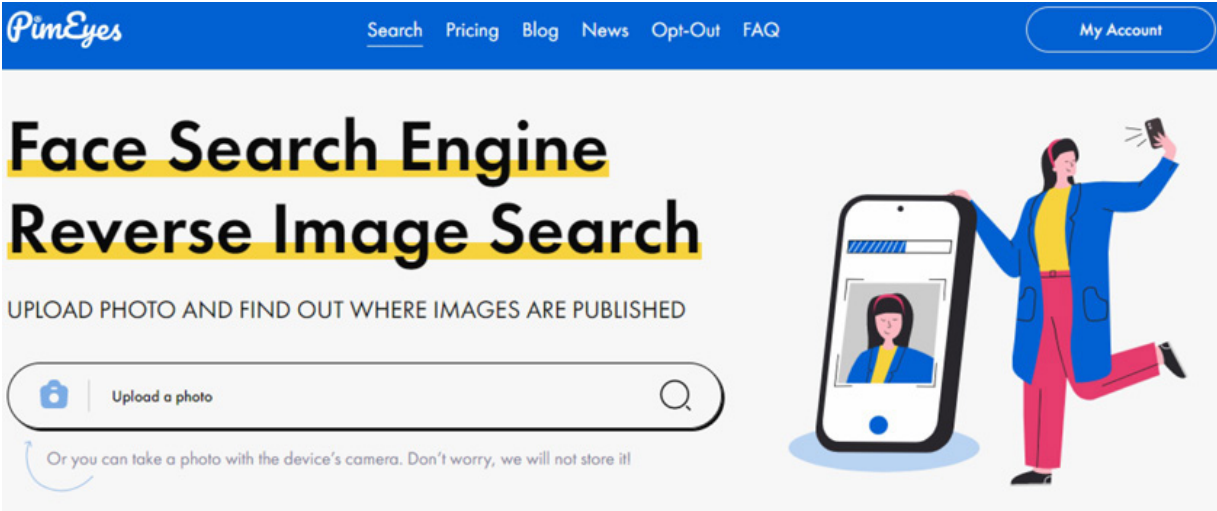 PimEyes
Search Pricing Blog News Opt-Out FAQ
My Account
Face Search Engine
Reverse Image Search
UPLOAD PHOTO AND FIND OUT WHERE IMAGES ARE PUBLISHED
Upload a photo
Or you can take a photo with the device's camera. Don't worry, we will not store it!